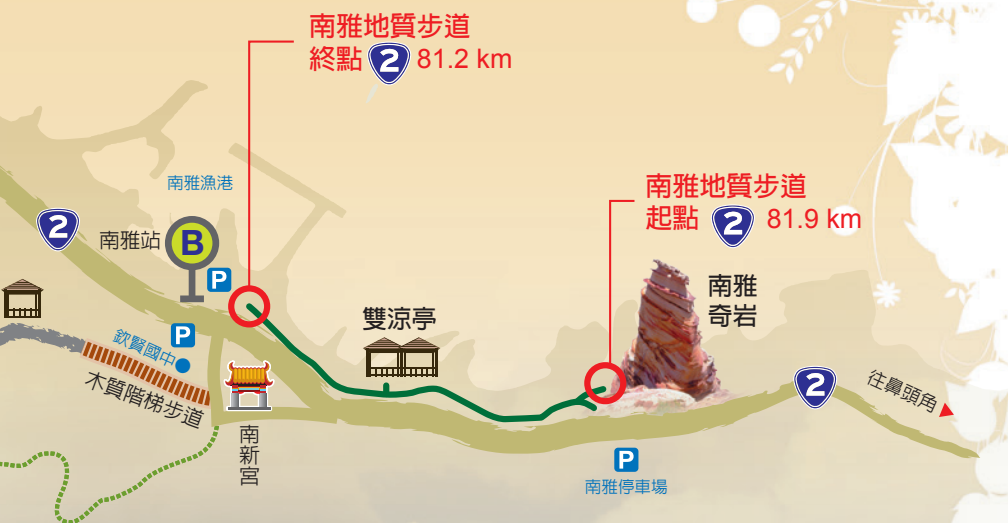 南雅地質步道
終點 2 81.2 km
南雅漁港
2
南雅站 B
P
南雅地質步道
起點 2 81.9 km
南雅
奇岩
雙涼亭
P
欽賢國中
木質階梯步道
南新宮
2
往鼻頭角
P
南雅停車場